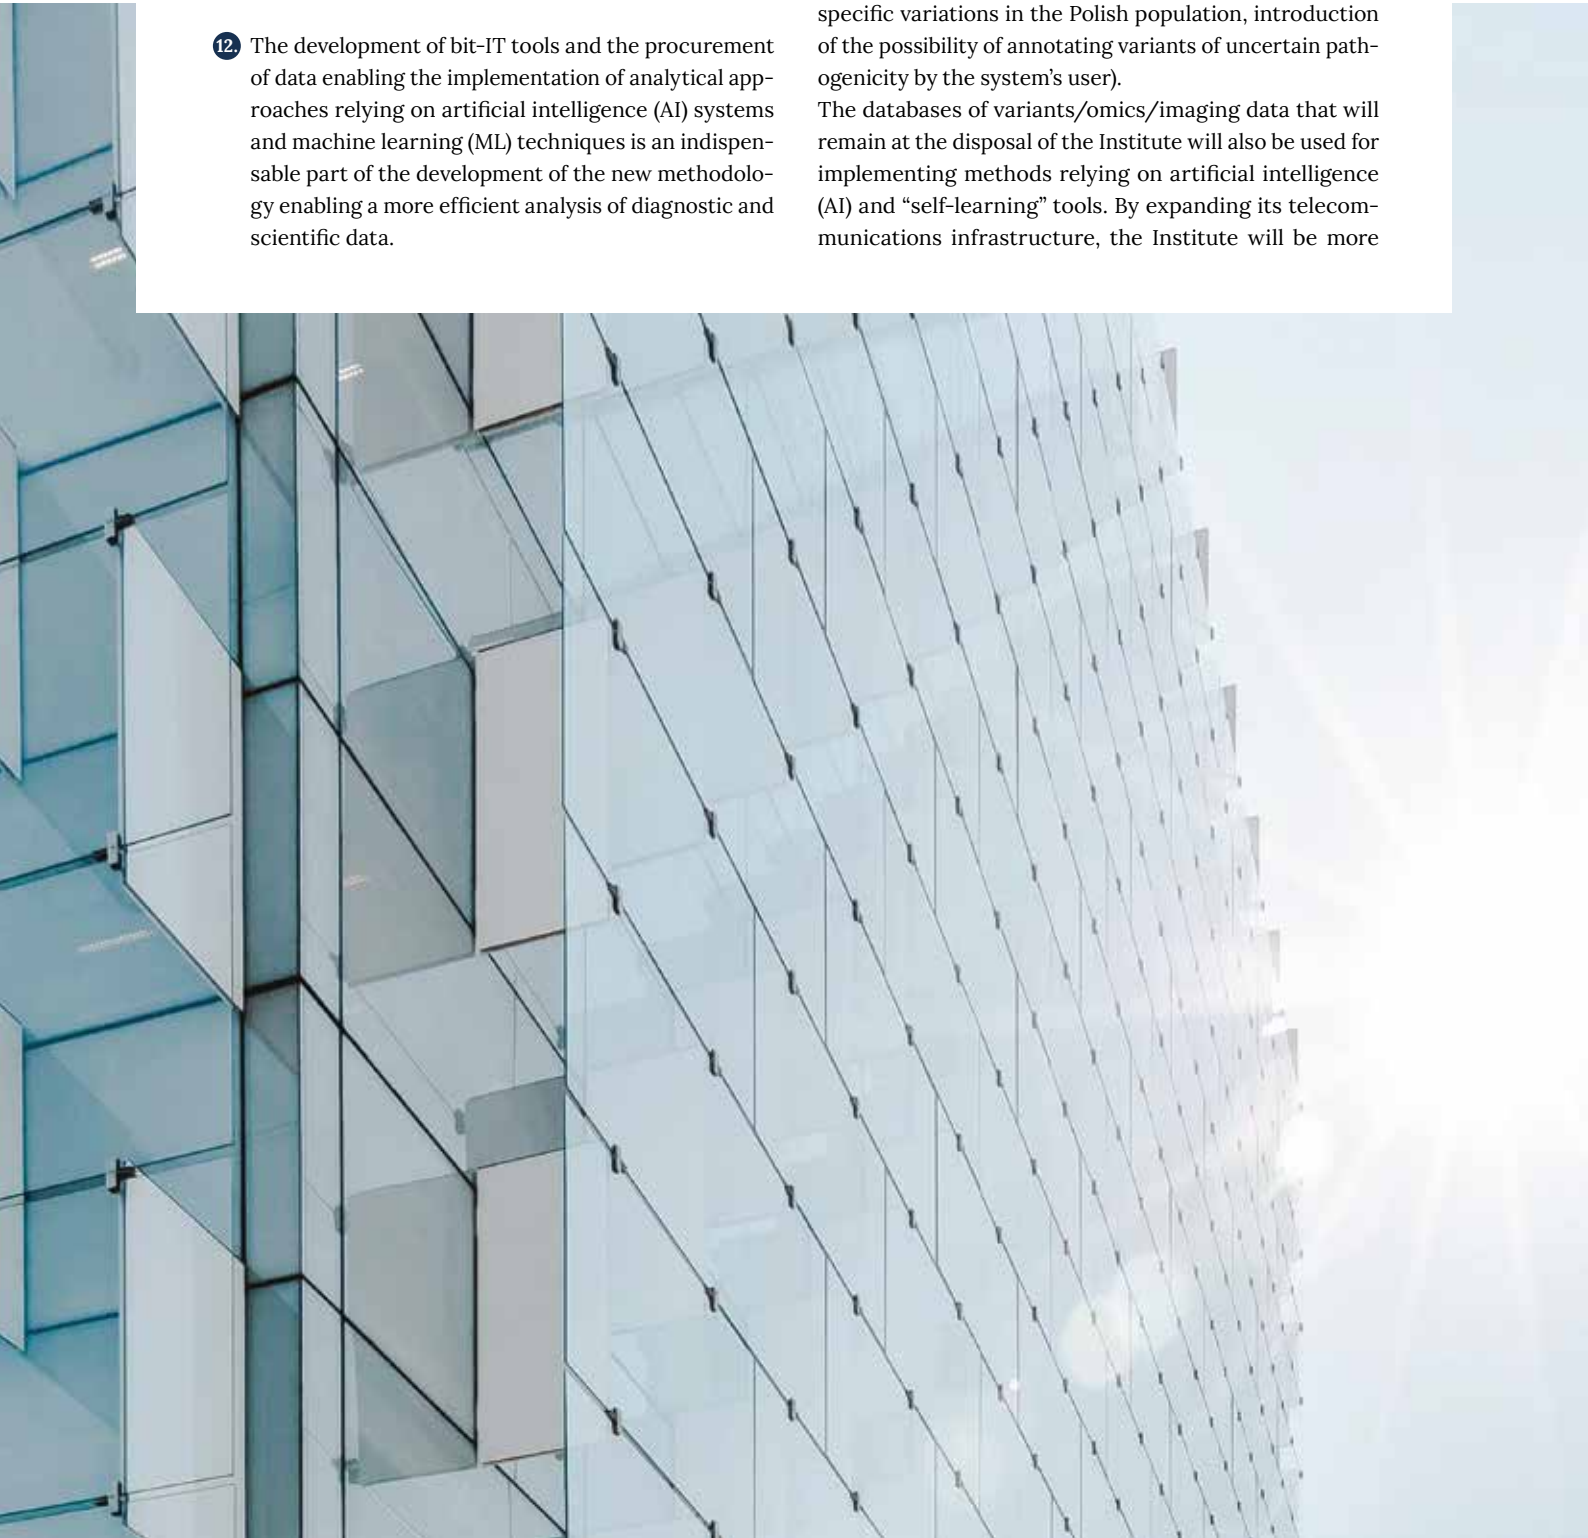 12. The development of bit-IT tools and the procurement
of data enabling the implementation of analytical app-
roaches relying on artificial intelligence (AI) systems
and machine learning (ML) techniques is an indispen-
sable part of the development of the new methodolo-
gy enabling a more efficient analysis of diagnostic and
scientific data.
specific variations in the Polish population, introduction
of the possibility of annotating variants of uncertain path-
ogenicity by the system’s user).
The databases of variants/omics/imaging data that will
remain at the disposal of the Institute will also be used for
implementing methods relying on artificial intelligence
(AI) and “self-learning” tools. By expanding its telecom-
munications infrastructure, the Institute will be more